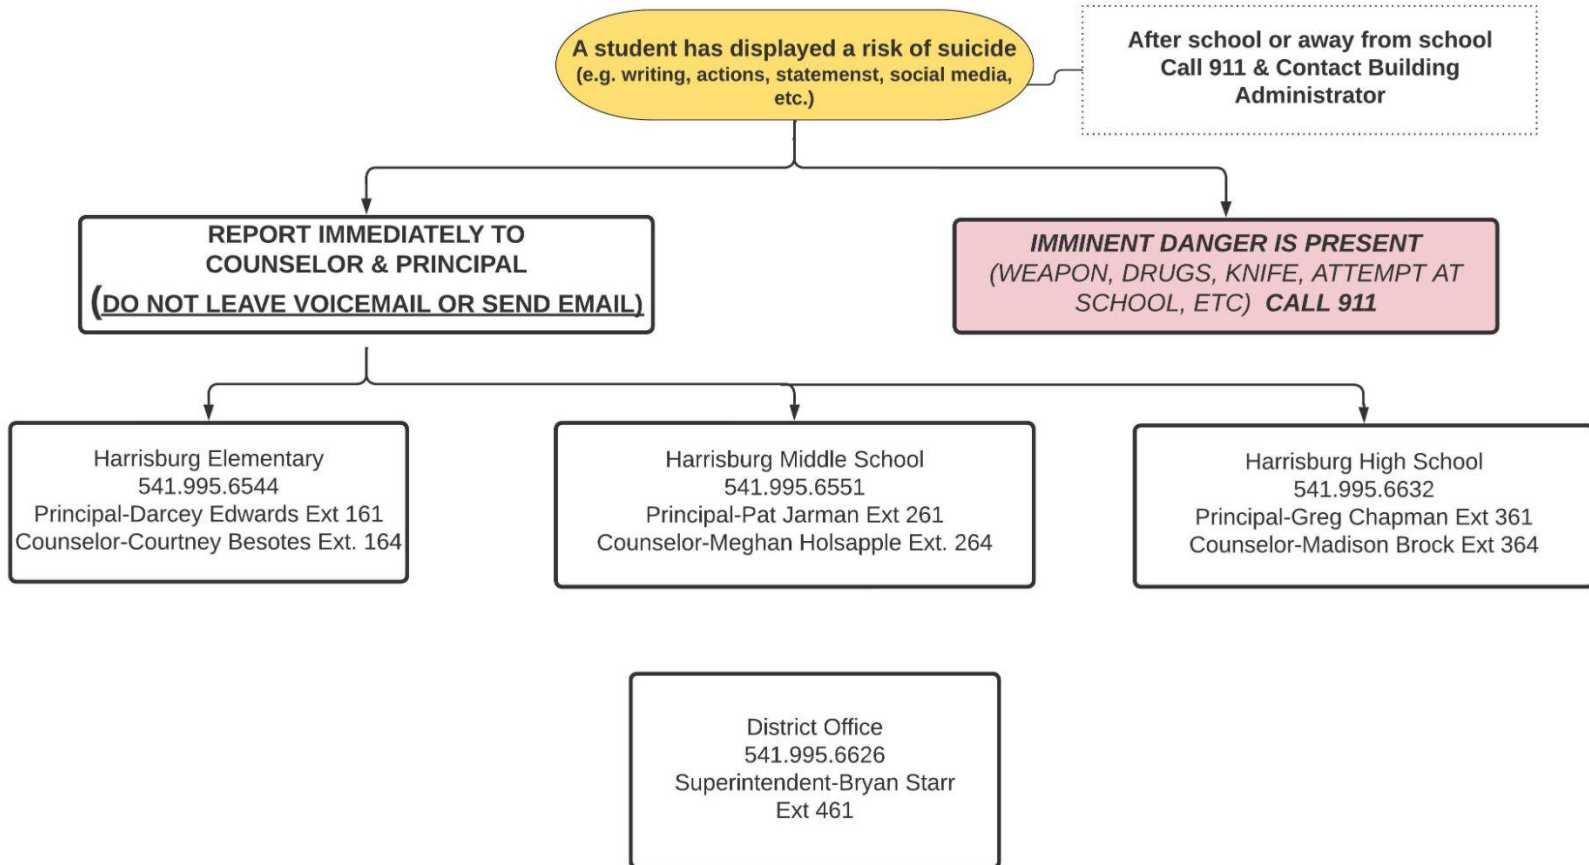 A student has displayed a risk of suicide
(e.g. writing, actions, statemenst, social media,
etc.)
After school or away from school
Call 911 & Contact Building
Administrator
REPORT IMMEDIATELY TO
COUNSELOR & PRINCIPAL
(DO NOT LEAVE VOICEMAIL OR SEND EMAIL)
IMMINENT DANGER IS PRESENT
(WEAPON, DRUGS, KNIFE, ATTEMPT AT
SCHOOL, ETC) CALL 911
Harrisburg Elementary
541.995.6544
Principal-Darcey Edwards Ext 161
Counselor-Courtney Besotes Ext. 164
Harrisburg Middle School
541.995.6551
Principal-Pat Jarman Ext 261
Counselor-Meghan Holsapple Ext. 264
Harrisburg High School
541.995.6632
Principal-Greg Chapman Ext 361
Counselor-Madison Brock Ext 364
District Office
541.995.6626
Superintendent-Bryan Starr
Ext 461